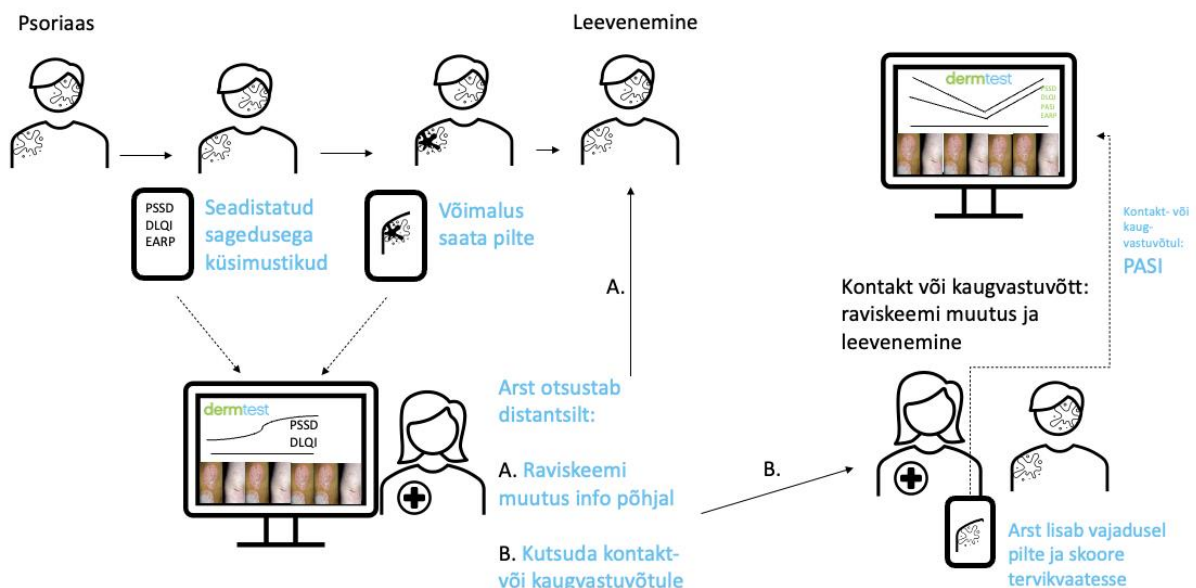 Psoriaas
Leevenemine
PSSD
DLQI
EARP
Seadistatud
sagedusega
küsimustikud
Võimalus
saata pilte
dermtest
PSSD
DLQI
PASI
EARP
Kontakt- või
kaug-
vastuvõtul:
PASI
A.
Kontakt või kaugvastuvõtt:
raviskeemi muutus ja
leevenemine
dermtest
PSSD
DLQI
Arst otsustab
distantsilt:
A. Raviskeemi
muutus info põhjal
B. Kutsuda kontakt-
või kaugvastuvõtule
B.
Arst lisab vajadusel
pilte ja skoore
tervikvaatesse